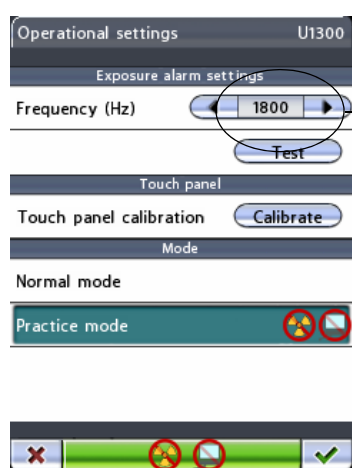 Operational settings U1300
Exposure alarm settings
Frequency (Hz) 1800
Test
Touch panel
Touch panel calibration Calibrate
Mode
Normal mode
Practice mode